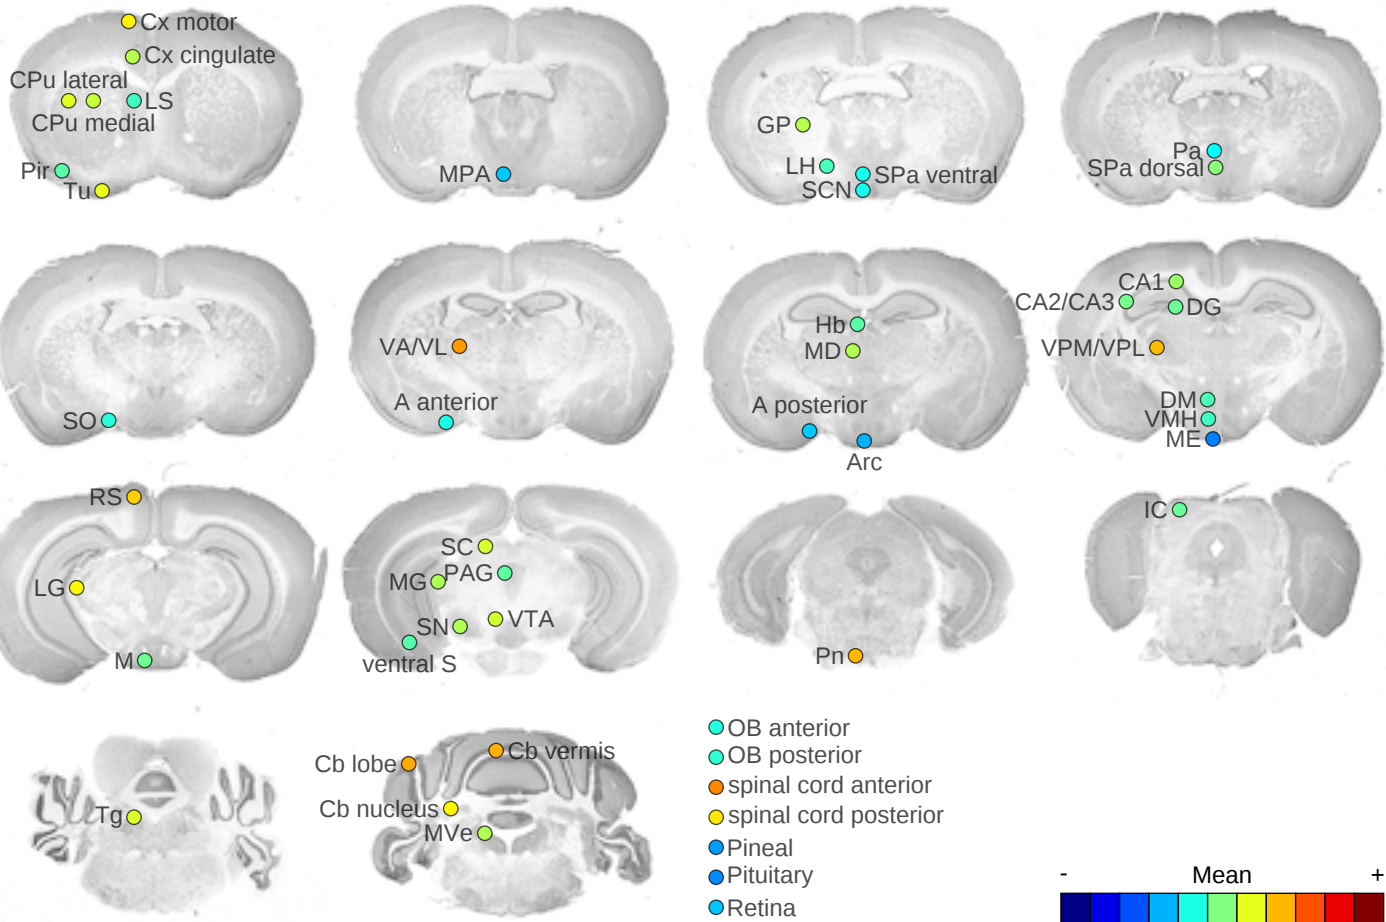 Cx motor
Cx cingulate
CPu lateral
LS
CPu medial
Pir
Tu
MPA
GP
LH
SPa ventral
SCN
Pa
SPa dorsal
SO
VA/VL
A anterior
Hb
MD
A posterior
Arc
CA1
CA2/CA3
DG
VPM/VPL
DM
VMH
ME
RS
LG
M
SC
PAG
MG
VTA
SN
ventral S
Pn
IC
Tg
Cb lobe
Cb vermis
Cb nucleus
MVe
OB anterior
OB posterior
spinal cord anterior
spinal cord posterior
Pineal
Pituitary
Retina
- Mean +